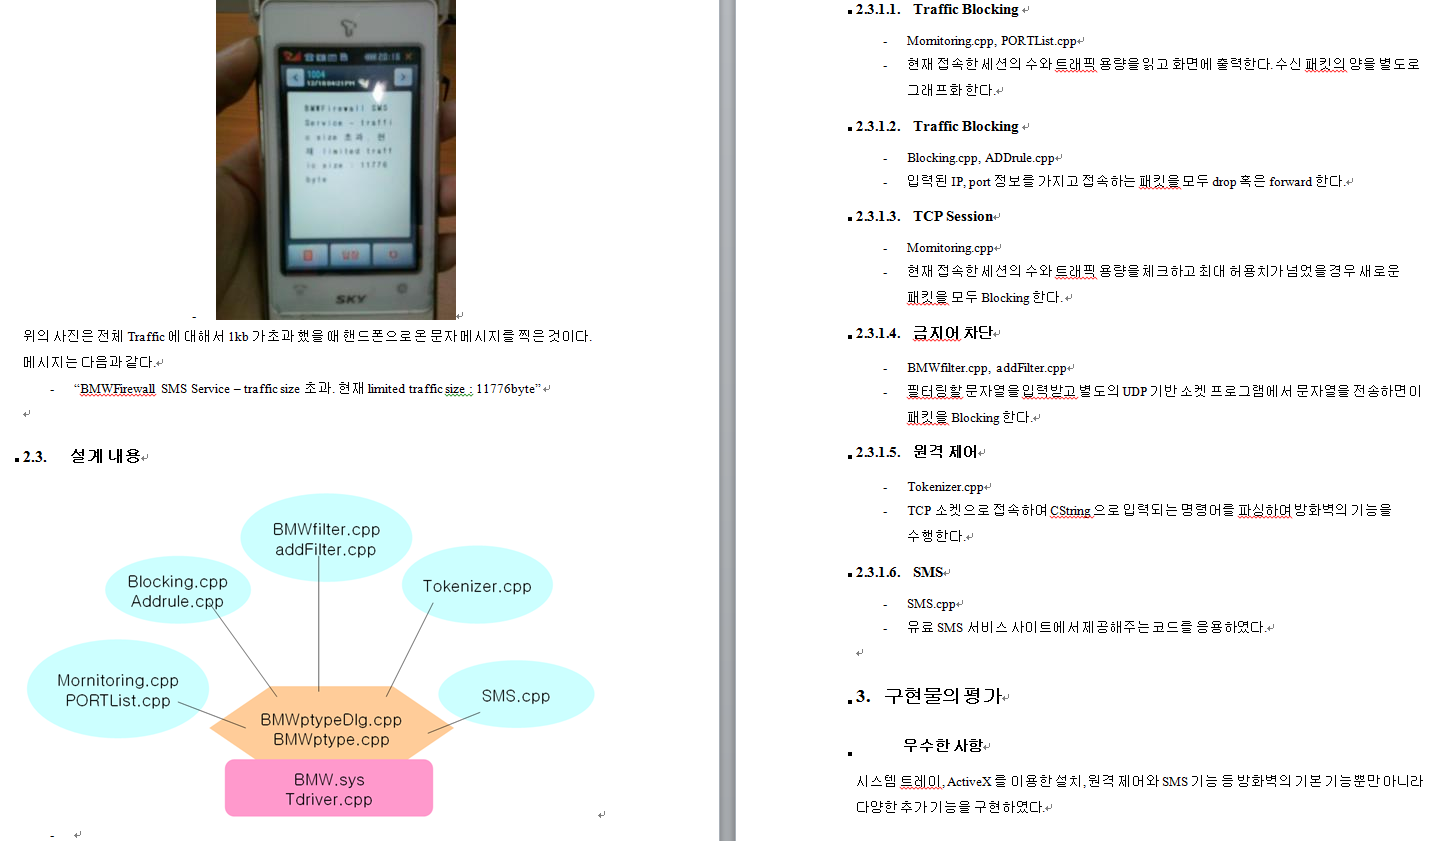 20:15
1004
12/16 04:21 PM
BMWFirewall SMS
Service - traffi
c size 초과. 현
재 limited traff
ic size : 11776
byte
답장
SKY
-
위의 사진은 전체 Traffic에 대해서 1kb가 초과 했을 때 핸드폰으로 온 문자 메시지를 찍은 것이다.
메시지는 다음과 같다.
- “BMWFirewall SMS Service – traffic size 초과. 현재 limited traffic size : 11776byte”
2.3. 설계 내용
BMWfilter.cpp
addFilter.cpp
Blocking.cpp
Addrule.cpp
Tokenizer.cpp
Mornitoring.cpp
PORTList.cpp
SMS.cpp
BMWptypeDlg.cpp
BMWptype.cpp
BMW.sys
Tdriver.cpp
-
2.3.1.1. Traffic Blocking
- Mornitoring.cpp, PORTList.cpp
- 현재 접속한 세션의 수와 트래픽 용량을 읽고 화면에 출력한다. 수신 패킷의 양을 별도로
그래프화 한다.
2.3.1.2. Traffic Blocking
- Blocking.cpp, ADDrule.cpp
- 입력된 IP, port 정보를 가지고 접속하는 패킷을 모두 drop 혹은 forward 한다.
2.3.1.3. TCP Session
- Mornitoring.cpp
- 현재 접속한 세션의 수와 트래픽 용량을 체크하고 최대 허용치가 넘었을 경우 새로운
패킷을 모두 Blocking 한다.
2.3.1.4. 금지어 차단
- BMWfilter.cpp, addFilter.cpp
- 필터링할 문자열을 입력받고 별도의 UDP 기반 소켓 프로그램에서 문자열을 전송하면 이
패킷을 Blocking 한다.
2.3.1.5. 원격 제어
- Tokenizer.cpp
- TCP 소켓으로 접속하여 CString 으로 입력되는 명령어를 파싱하여 방화벽의 기능을
수행한다.
2.3.1.6. SMS
- SMS.cpp
- 유료 SMS 서비스 사이트에서 제공해주는 코드를 응용하였다.
3. 구현물의 평가
우수한 사항
시스템 트레이, ActiveX 를 이용한 설치, 원격 제어와 SMS 기능 등 방화벽의 기본 기능뿐만 아니라
다양한 추가 기능을 구현하였다.